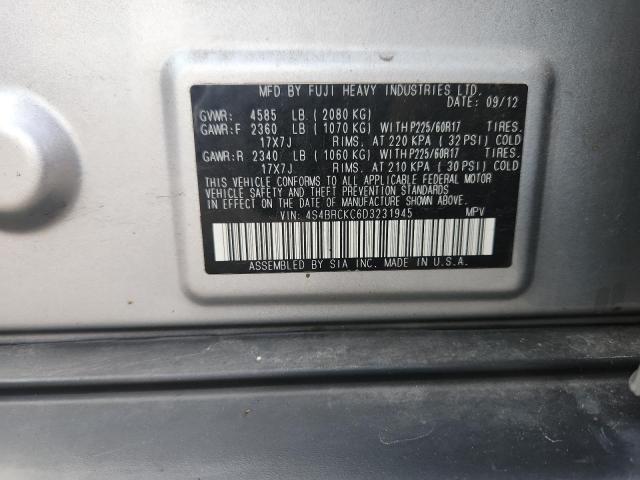 MFD BY FUJI HEAVY INDUSTRIES LTD.
DATE: 09/12
GVWR: 4585 LB (2080 KG)
GAWR:F 2360 LB (1070 KG) WITH P225/60R17 TIRES.
17X7J RIMS, AT 220 KPA (32 PSI) COLD
GAWR:R 2340 LB (1060 KG) WITH P225/60R17 TIRES.
17X7J RIMS, AT 210 KPA (30 PSI) COLD
THIS VEHICLE CONFORMS TO ALL APPLICABLE FEDERAL MOTOR
VEHICLE SAFETY AND THEFT PREVENTION STANDARDS
IN EFFECT ON THE DATE OF MANUFACTURE SHOWN ABOVE.
VIN: 4S4BRCKC6D3231945 MPV
ASSEMBLED BY SIA INC. MADE IN U.S.A.